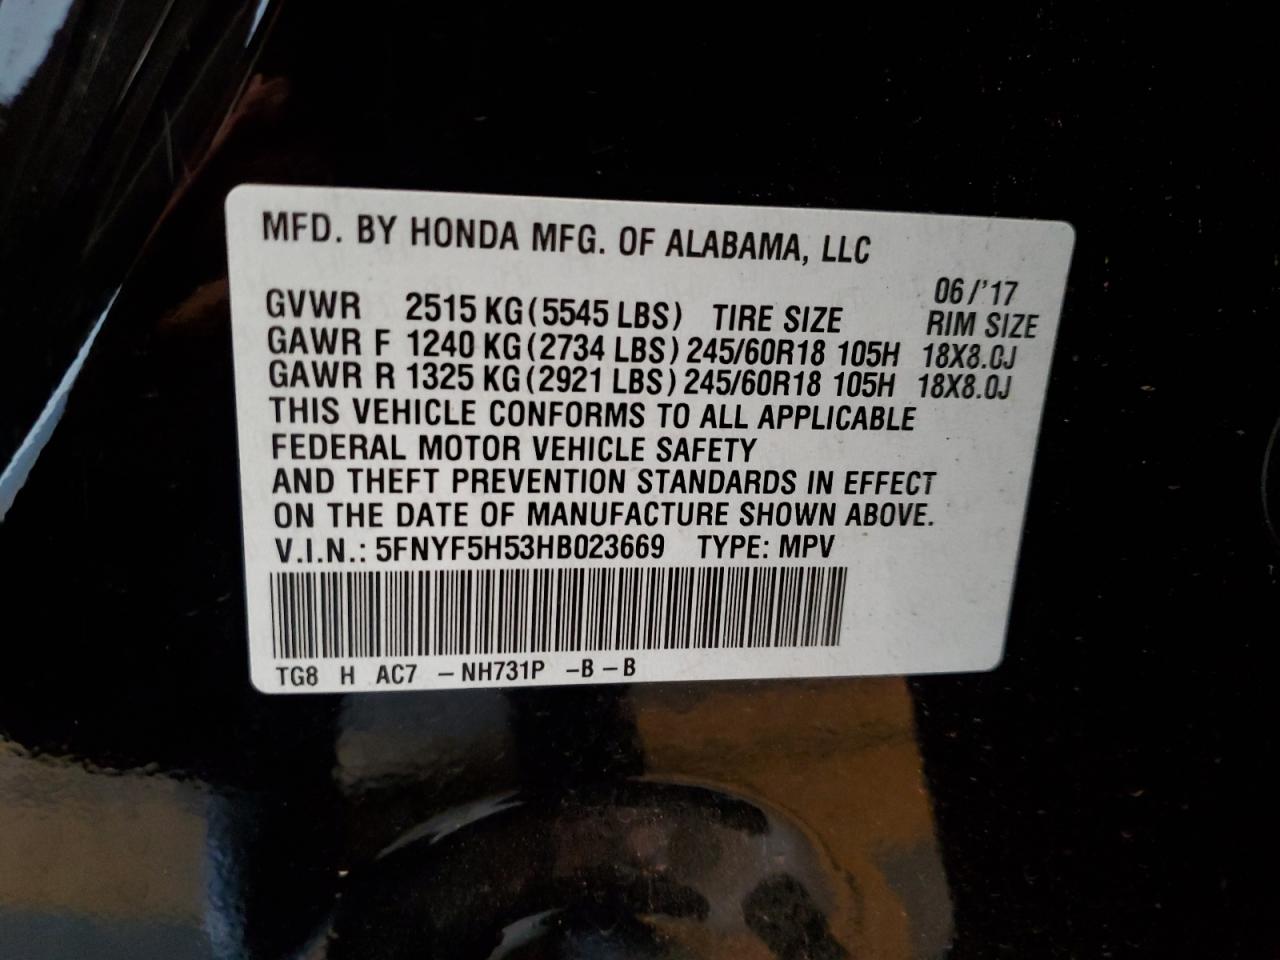 MFD. BY HONDA MFG. OF ALABAMA, LLC
06/'17
GVWR 2515 KG (5545 LBS) TIRE SIZE RIM SIZE
GAWR F 1240 KG (2734 LBS) 245/60R18 105H 18X8.0J
GAWR R 1325 KG (2921 LBS) 245/60R18 105H 18X8.0J
THIS VEHICLE CONFORMS TO ALL APPLICABLE
FEDERAL MOTOR VEHICLE SAFETY
AND THEFT PREVENTION STANDARDS IN EFFECT
ON THE DATE OF MANUFACTURE SHOWN ABOVE.
V.I.N.: 5FNYF5H53HB023669 TYPE: MPV
TG8 H AC7 – NH731P –B – B